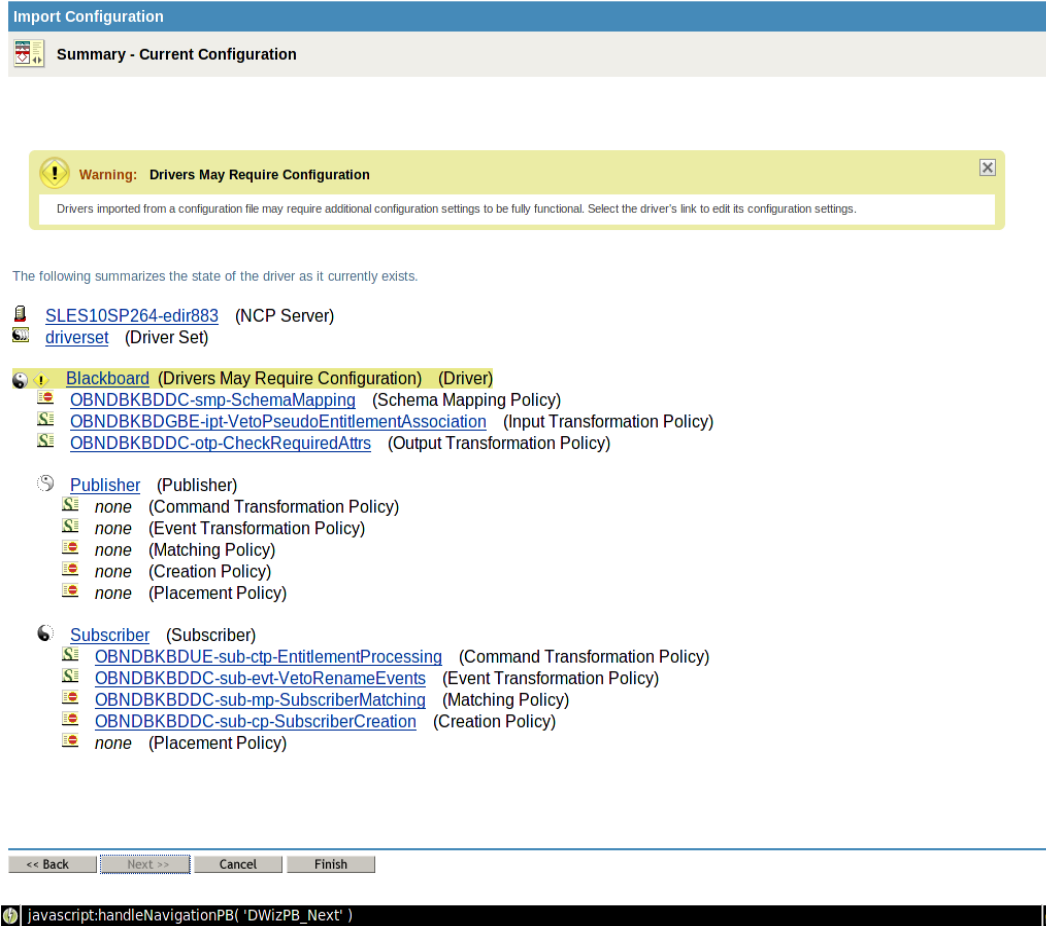 Import Configuration
Summary - Current Configuration
Warning: Drivers May Require Configuration
Drivers imported from a configuration file may require additional configuration settings to be fully functional. Select the driver's link to edit its configuration settings.
The following summarizes the state of the driver as it currently exists.
SLES10SP264-edir883 (NCP Server)
driverset (Driver Set)
Blackboard (Drivers May Require Configuration) (Driver)
OBNDBKBDDC-smp-SchemaMapping (Schema Mapping Policy)
OBNDBKBDGBE-ipt-VetoPseudoEntitlementAssociation (Input Transformation Policy)
OBNDBKBDDC-otp-CheckRequiredAttrs (Output Transformation Policy)
Publisher (Publisher)
none (Command Transformation Policy)
none (Event Transformation Policy)
none (Matching Policy)
none (Creation Policy)
none (Placement Policy)
Subscriber (Subscriber)
OBNDBKBDUE-sub-ctp-EntitlementProcessing (Command Transformation Policy)
OBNDBKBDDC-sub-evt-VetoRenameEvents (Event Transformation Policy)
OBNDBKBDDC-sub-mp-SubscriberMatching (Matching Policy)
OBNDBKBDDC-sub-cp-SubscriberCreation (Creation Policy)
none (Placement Policy)
<< Back Next >> Cancel Finish
javascript:handleNavigationPB( 'DWizPB_Next' )